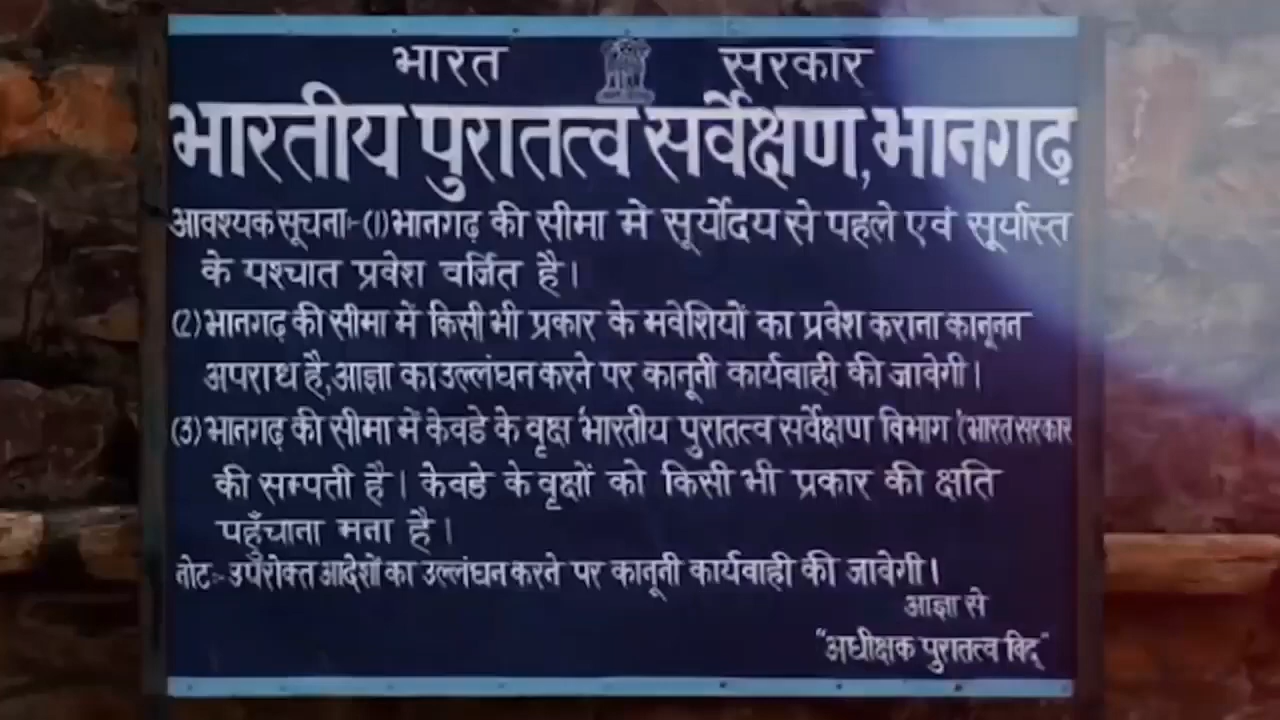 भारत सरकार
भारतीय पुरातत्व सर्वेक्षण, भानगढ़
आवश्यक सूचना:- (1) भानगढ़ की सीमा मे सूर्योदय से पहले एवं सूर्यास्त
के पश्चात प्रवेश वर्जित है।
(2) भानगढ़ की सीमा में किसी भी प्रकार के मवेशियों का प्रवेश कराना कानूनन
अपराध है, आज्ञा का उल्लंघन करने पर कानूनी कार्यवाही की जावेगी।
(3) भानगढ़ की सीमा में केवडे के वृक्ष 'भारतीय पुरातत्व सर्वेक्षण विभाग '(भारत सरकार
की सम्पती है। केवडे के वृक्षों को किसी भी प्रकार की क्षति
पहुँचाना मना है।
नोट:- उपरोक्त आदेशों का उल्लंघन करने पर कानूनी कार्यवाही की जावेगी।
आज्ञा से
"अधीक्षक पुरातत्व विद्"